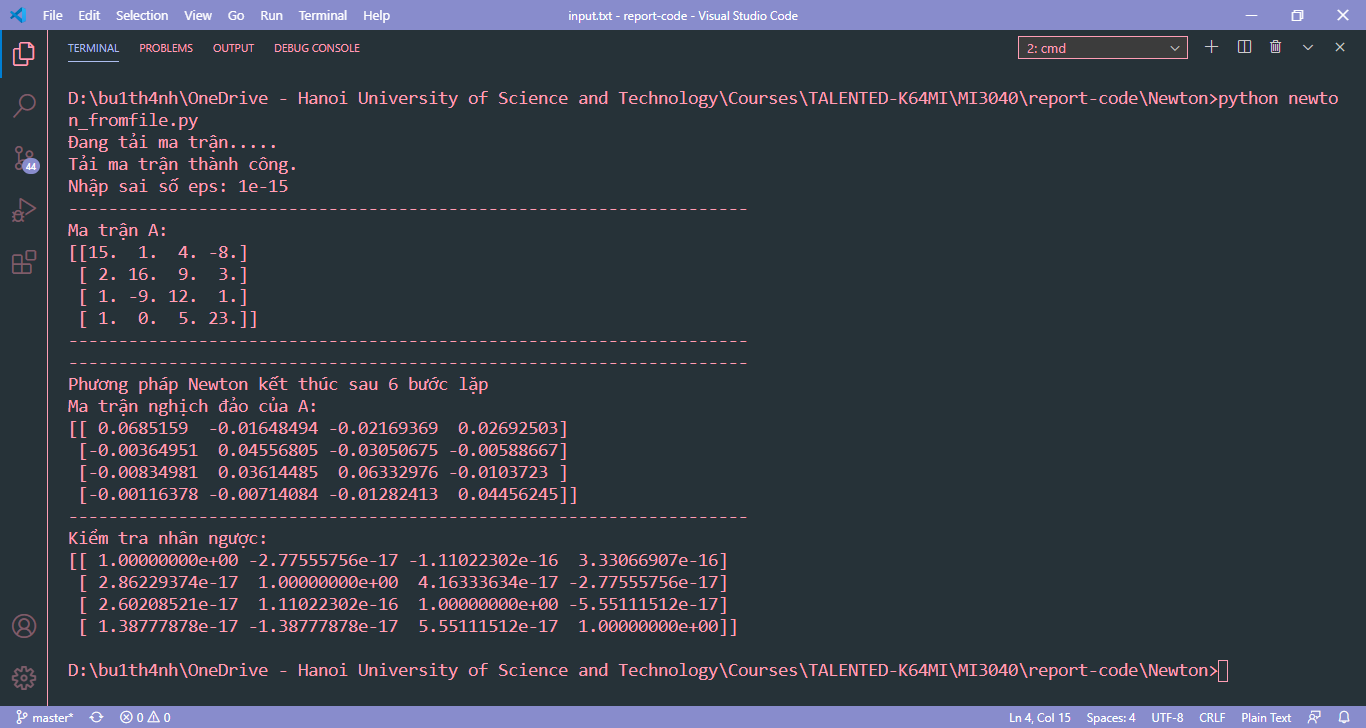 File Edit Selection View Go Run Terminal Help input.txt - report-code - Visual Studio Code
TERMINAL PROBLEMS OUTPUT DEBUG CONSOLE 2: cmd
D:\bu1th4nh\OneDrive - Hanoi University of Science and Technology\Courses\TALENTED-K64MI\MI3040\report-code\Newton>python newto
n_fromfile.py
Đang tải ma trận.....
Tải ma trận thành công.
Nhập sai số eps: 1e-15
--------------------------------------------------------------------
Ma trận A:
[[15.  1.  4. -8.]
 [ 2. 16.  9.  3.]
 [ 1. -9. 12.  1.]
 [ 1.  0.  5. 23.]]
--------------------------------------------------------------------
--------------------------------------------------------------------
Phương pháp Newton kết thúc sau 6 bước lặp
Ma trận nghịch đảo của A:
[[ 0.0685159  -0.01648494 -0.02169369  0.02692503]
 [-0.00364951  0.04556805 -0.03050675 -0.00588667]
 [-0.00834981  0.03614485  0.06332976 -0.0103723 ]
 [-0.00116378 -0.00714084 -0.01282413  0.04456245]]
--------------------------------------------------------------------
Kiểm tra nhân ngược:
[[ 1.00000000e+00 -2.77555756e-17 -1.11022302e-16  3.33066907e-16]
 [ 2.86229374e-17  1.00000000e+00  4.16333634e-17 -2.77555756e-17]
 [ 2.60208521e-17  1.11022302e-16  1.00000000e+00 -5.55111512e-17]
 [ 1.38777878e-17 -1.38777878e-17  5.55111512e-17  1.00000000e+00]]
D:\bu1th4nh\OneDrive - Hanoi University of Science and Technology\Courses\TALENTED-K64MI\MI3040\report-code\Newton>
44
master* 0 0 Ln 4, Col 15 Spaces: 4 UTF-8 CRLF Plain Text